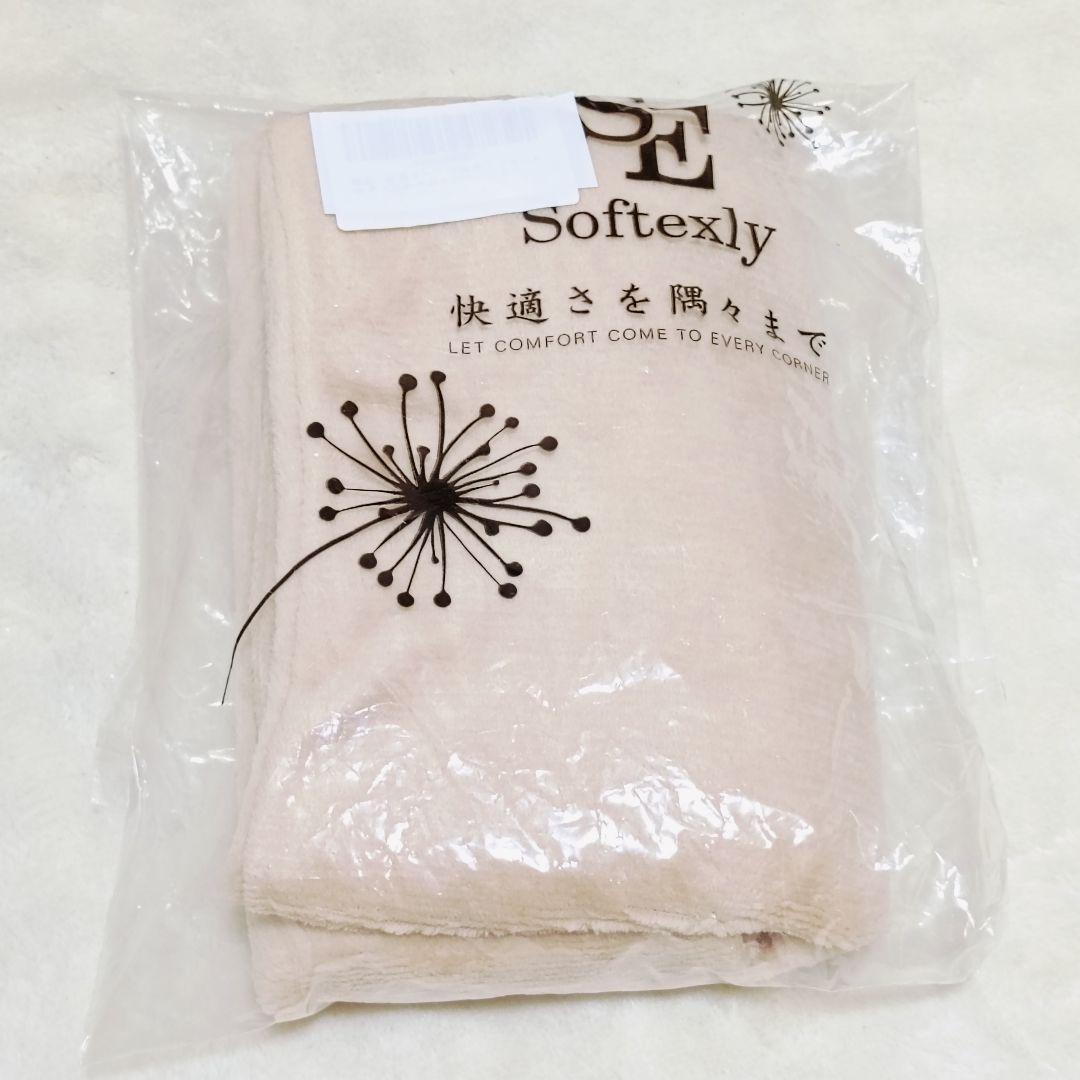 SE
Softexly
快適さを隅々まで
LET COMFORT COME TO EVERY CORNER